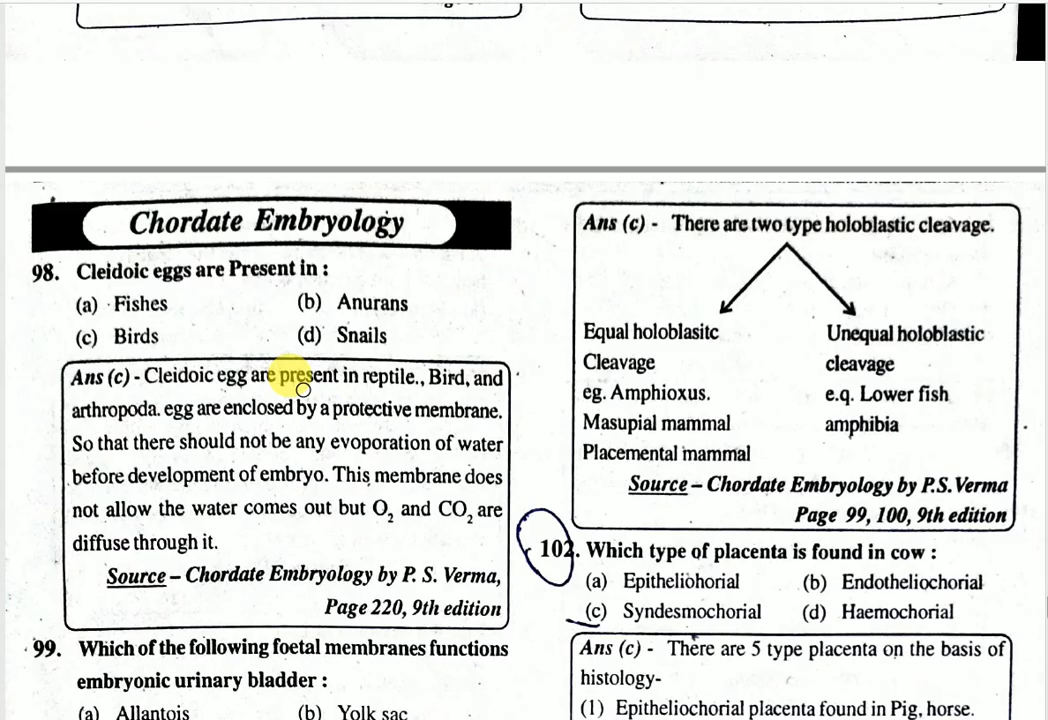 Chordate Embryology
98. Cleidoic eggs are Present in :
(a) Fishes (b) Anurans
(c) Birds (d) Snails
Ans (c) - Cleidoic egg are present in reptile., Bird, and
arthropoda. egg are enclosed by a protective membrane.
So that there should not be any evoporation of water
before development of embryo. This membrane does
not allow the water comes out but O₂ and CO₂ are
diffuse through it.
Source – Chordate Embryology by P. S. Verma,
Page 220, 9th edition
99. Which of the following foetal membranes functions
embryonic urinary bladder :
(a) Allantois (b) Yolk sac
Ans (c) - There are two type holoblastic cleavage.
Equal holoblasitc Unequal holoblastic
Cleavage cleavage
eg. Amphioxus. e.q. Lower fish
Masupial mammal amphibia
Placemental mammal
Source – Chordate Embryology by P.S. Verma
Page 99, 100, 9th edition
102. Which type of placenta is found in cow :
(a) Epitheliohorial (b) Endotheliochorial
(c) Syndesmochorial (d) Haemochorial
Ans (c) - There are 5 type placenta on the basis of
histology-
(1) Epitheliochorial placenta found in Pig, horse.